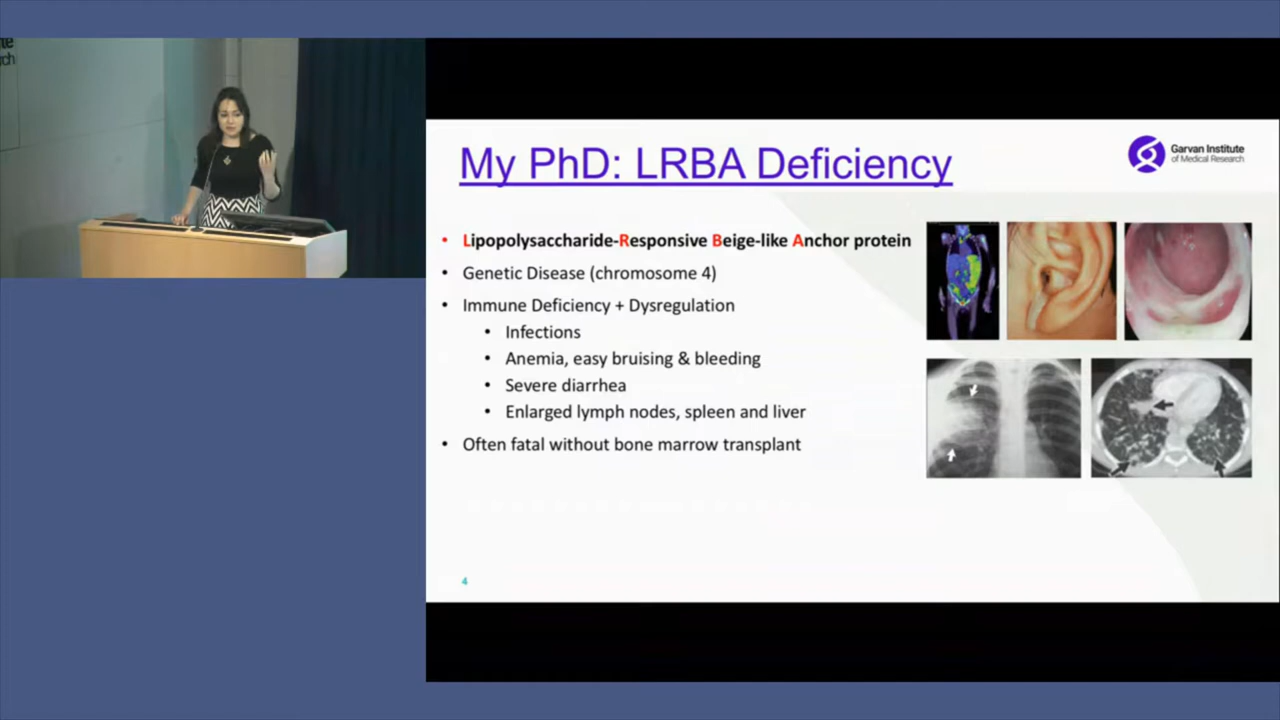 My PhD: LRBA Deficiency
Garvan Institute
of Medical Research
• Lipopolysaccharide-Responsive Beige-like Anchor protein
• Genetic Disease (chromosome 4)
• Immune Deficiency + Dysregulation
• Infections
• Anemia, easy bruising & bleeding
• Severe diarrhea
• Enlarged lymph nodes, spleen and liver
• Often fatal without bone marrow transplant
4